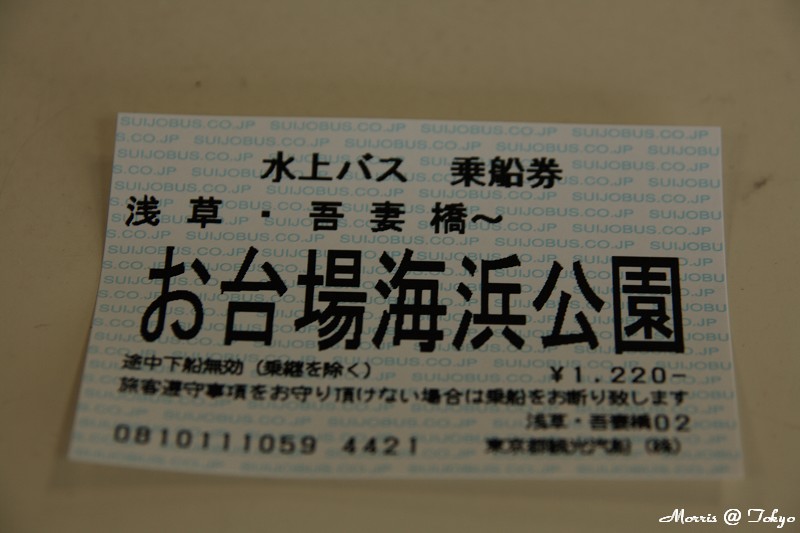 水上バス 乗船券
浅草・吾妻橋～
お台場海浜公園
途中下船無効(乗継を除く) ¥1,220-
旅客遵守事項をお守り頂けない場合は乗船をお断り致します
浅草・吾妻橋02
0810111059 4421 東京都観光汽船(株)
SUIJOBUS.CO.JP
Morris @ Tokyo